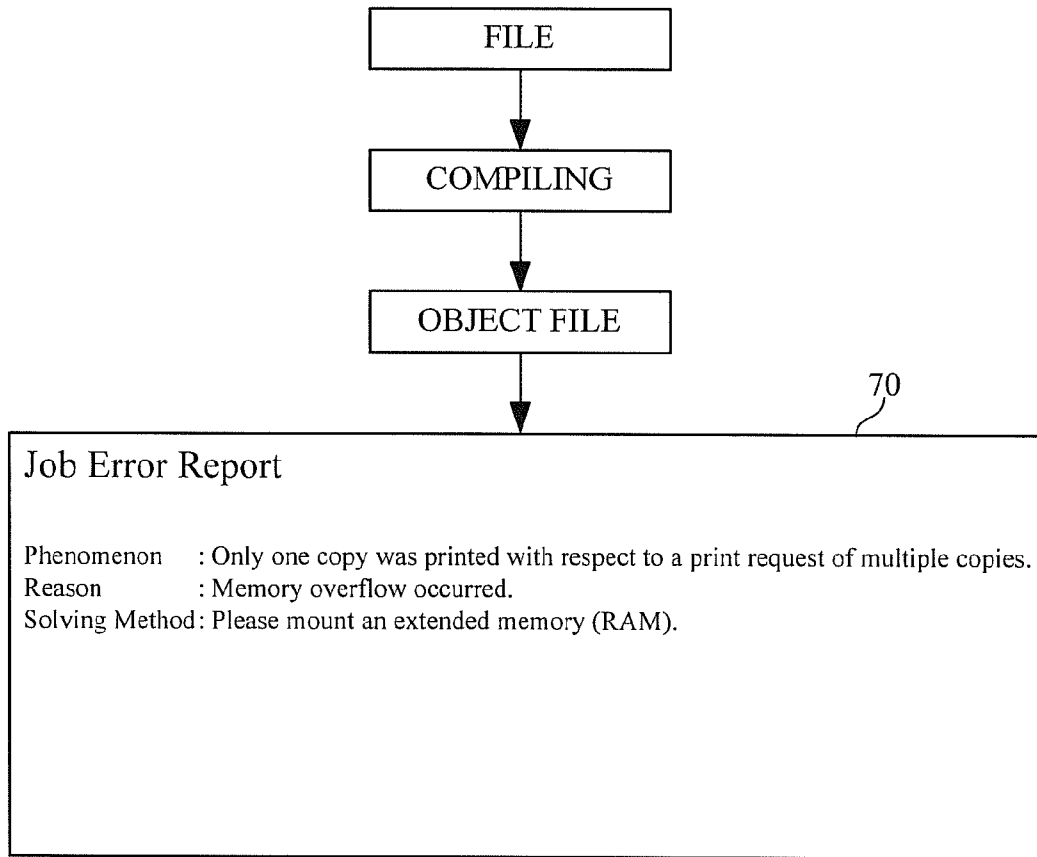 FILE
COMPILING
OBJECT FILE
70
Job Error Report
Phenomenon : Only one copy was printed with respect to a print request of multiple copies.
Reason : Memory overflow occurred.
Solving Method : Please mount an extended memory (RAM).